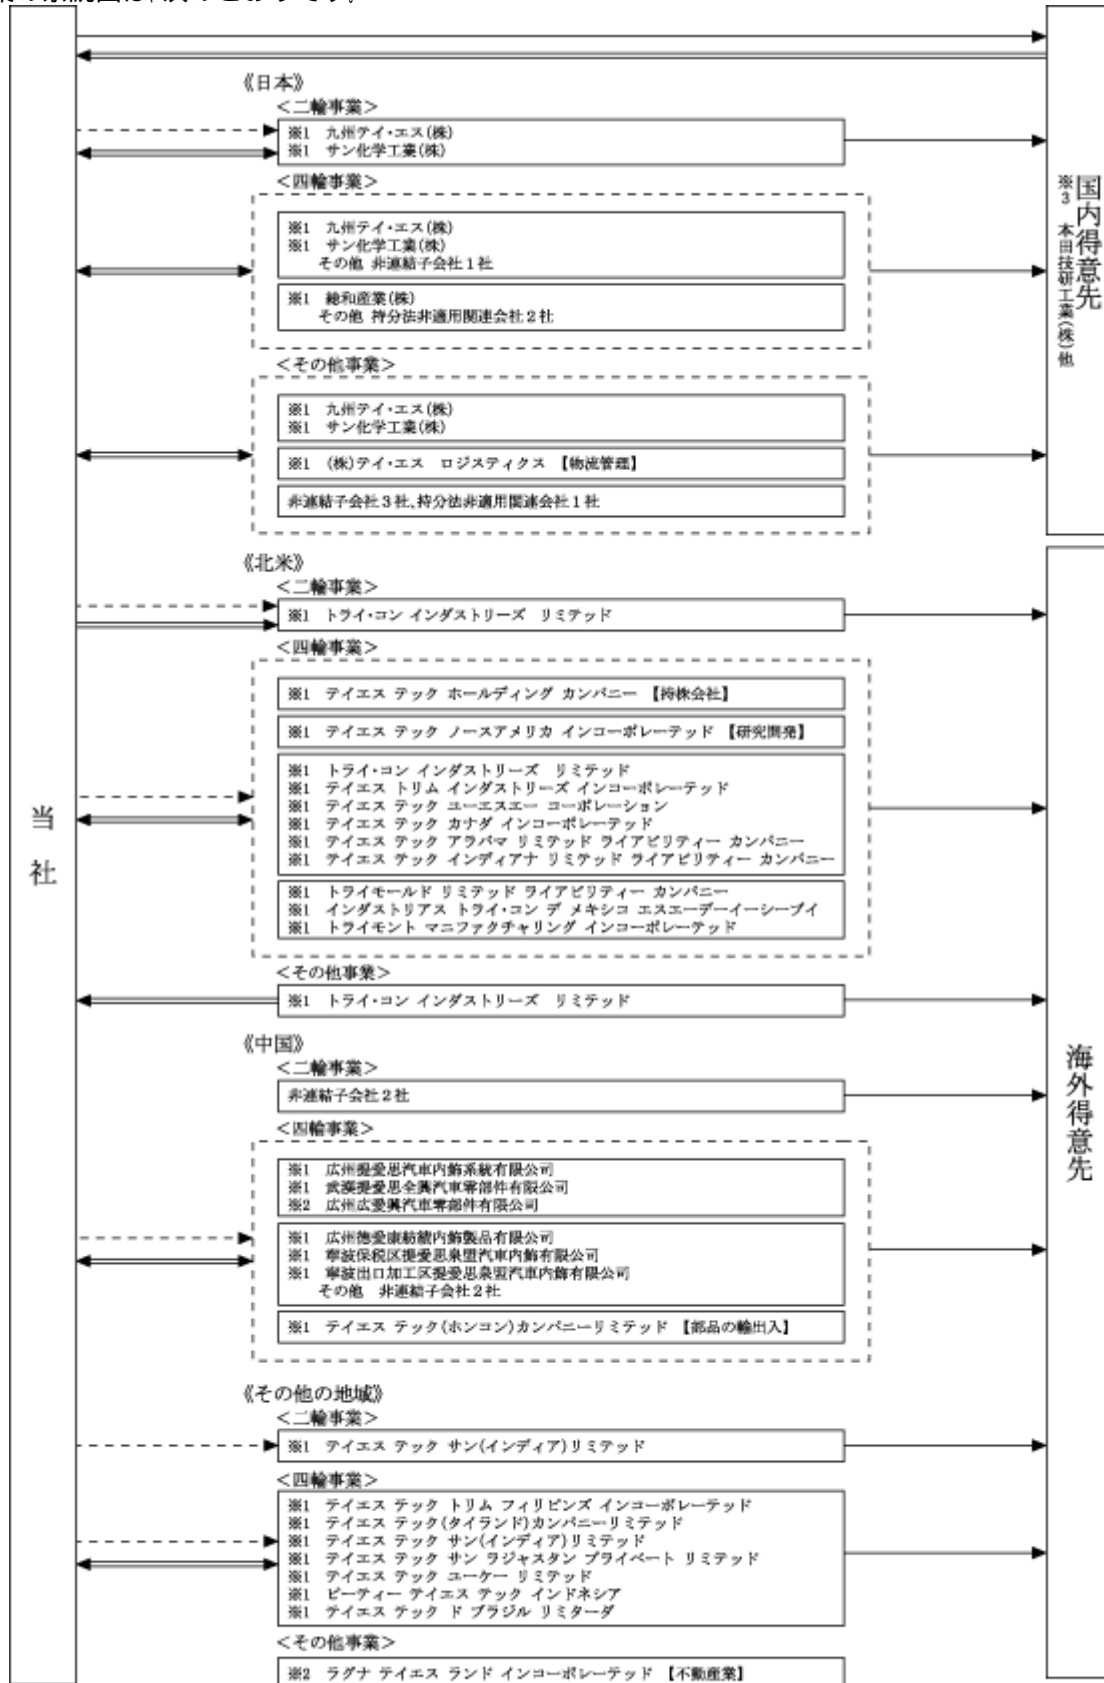 《日本》
<二輪事業>
※1 九州テイ・エス(株)
※1 サン化学工業(株)
<四輪事業>
※1 九州テイ・エス(株)
※1 サン化学工業(株)
その他 非連結子会社1社
※1 総和産業(株)
その他 持分法非適用関連会社2社
<その他事業>
※1 九州テイ・エス(株)
※1 サン化学工業(株)
※1 (株)テイ・エス ロジスティクス 【物流管理】
非連結子会社3社、持分法非適用関連会社1社
国内得意先
※3 本田技研工業(株)他
《北米》
<二輪事業>
※1 トライ・コン インダストリーズ リミテッド
<四輪事業>
※1 テイエス テック ホールディング カンパニー 【持株会社】
※1 テイエス テック ノースアメリカ インコーポレーテッド 【研究開発】
※1 トライ・コン インダストリーズ リミテッド
※1 テイエス トリム インダストリーズ インコーポレーテッド
※1 テイエス テック ユーエスエー コーポレーション
※1 テイエス テック カナダ インコーポレーテッド
※1 テイエス テック アラバマ リミテッド ライアビリティー カンパニー
※1 テイエス テック インディアナ リミテッド ライアビリティー カンパニー
※1 トライモールド リミテッド ライアビリティー カンパニー
※1 インダストリアス トライ・コン デ メキシコ エスエーデーイーシーブイ
※1 トライモント マニファクチャリング インコーポレーテッド
<その他事業>
※1 トライ・コン インダストリーズ リミテッド
当社
《中国》
<二輪事業>
非連結子会社2社
<四輪事業>
※1 広州提愛思汽車内飾系統有限公司
※1 武漢提愛思全興汽車零部件有限公司
※2 広州広愛興汽車零部件有限公司
※1 広州徳愛康紡績内飾製品有限公司
※1 寧波保税区提愛思泉盟汽車内飾有限公司
※1 寧波出口加工区提愛思泉盟汽車内飾有限公司
その他 非連結子会社2社
※1 テイエス テック(ホンコン)カンパニーリミテッド 【部品の輸出入】
海外得意先
《その他の地域》
<二輪事業>
※1 テイエス テック サン(インディア)リミテッド
<四輪事業>
※1 テイエス テック トリム フィリピンズ インコーポレーテッド
※1 テイエス テック(タイランド)カンパニーリミテッド
※1 テイエス テック サン(インディア)リミテッド
※1 テイエス テック サン ラジャスタン プライベート リミテッド
※1 テイエス テック ユーケー リミテッド
※1 ピーティー テイエス テック インドネシア
※1 テイエス テック ド ブラジル リミターダ
<その他事業>
※2 ラグナ テイエス ランド インコーポレーテッド 【不動産業】